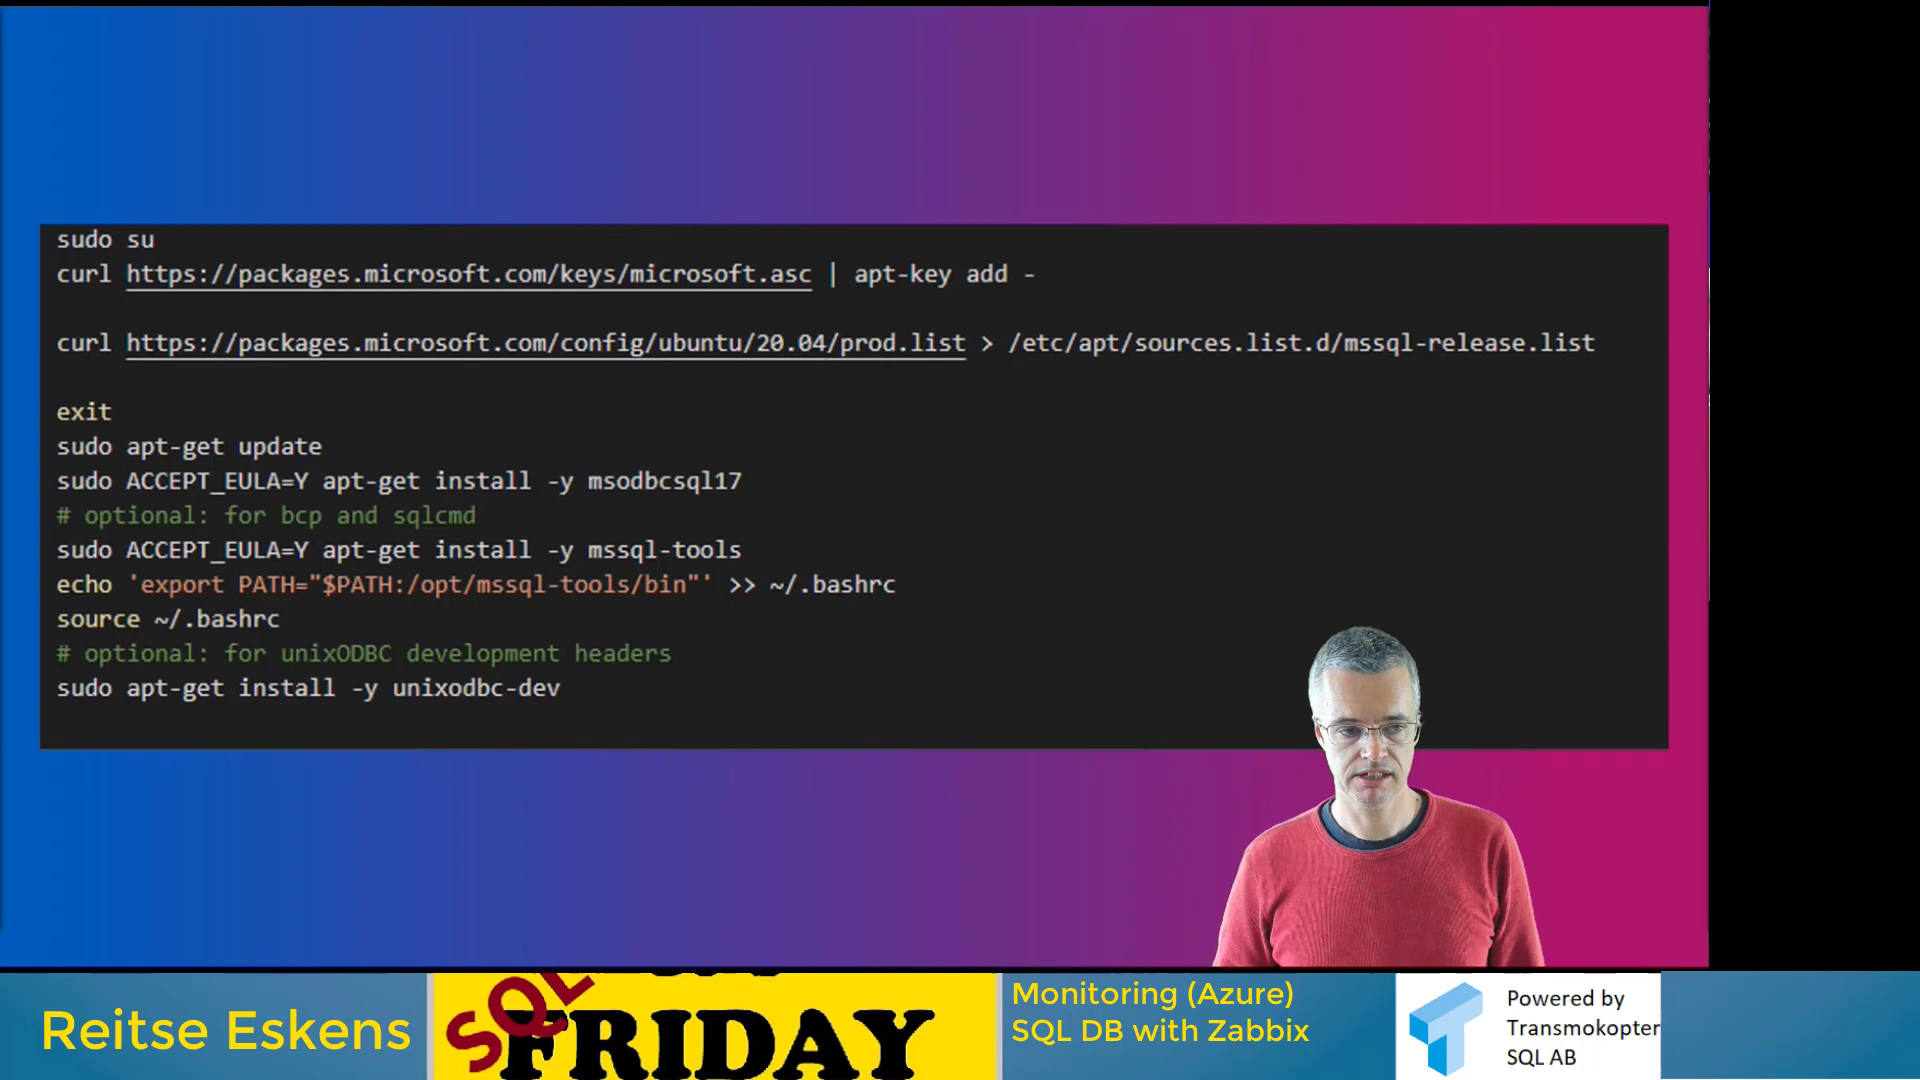 sudo su
curl https://packages.microsoft.com/keys/microsoft.asc | apt-key add -
curl https://packages.microsoft.com/config/ubuntu/20.04/prod.list > /etc/apt/sources.list.d/mssql-release.list
exit
sudo apt-get update
sudo ACCEPT_EULA=Y apt-get install -y msodbcsql17
# optional: for bcp and sqlcmd
sudo ACCEPT_EULA=Y apt-get install -y mssql-tools
echo 'export PATH="$PATH:/opt/mssql-tools/bin"' >> ~/.bashrc
source ~/.bashrc
# optional: for unixODBC development headers
sudo apt-get install -y unixodbc-dev
Reitse Eskens
SQL
FRIDAY
Monitoring (Azure)
SQL DB with Zabbix
Powered by
Transmokopter
SQL AB